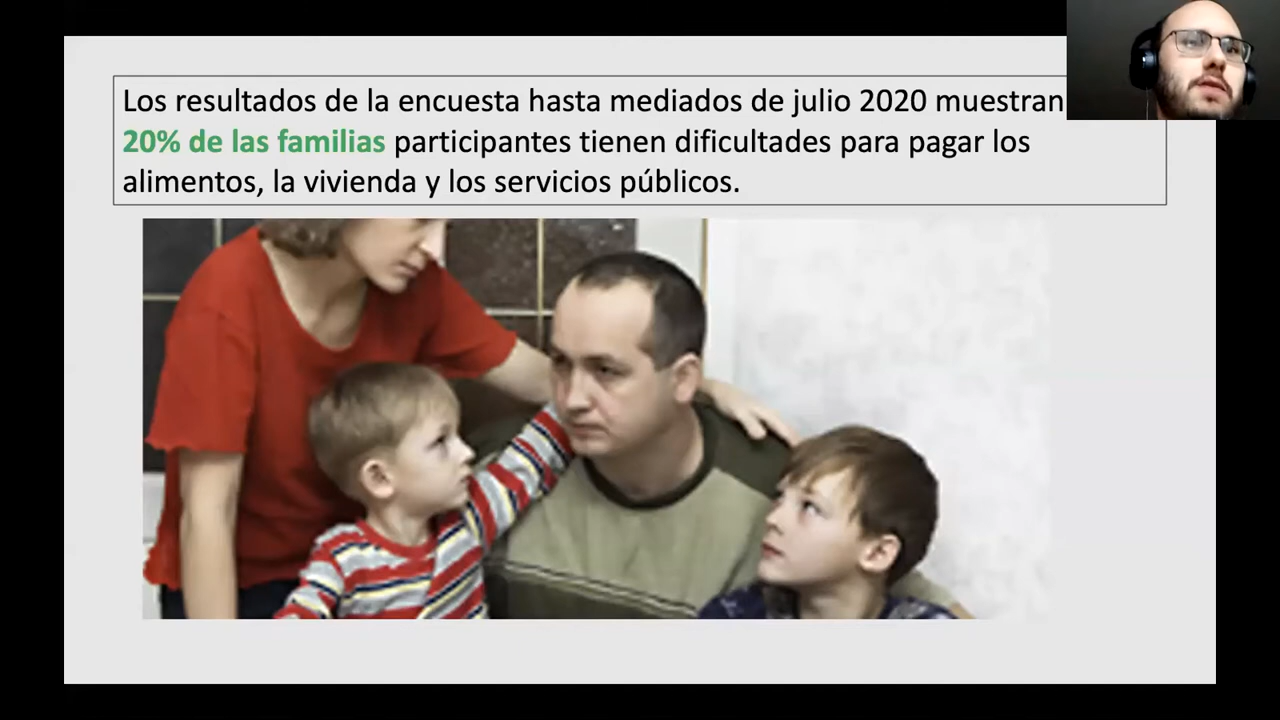 Los resultados de la encuesta hasta mediados de julio 2020 muestran
20% de las familias participantes tienen dificultades para pagar los
alimentos, la vivienda y los servicios públicos.